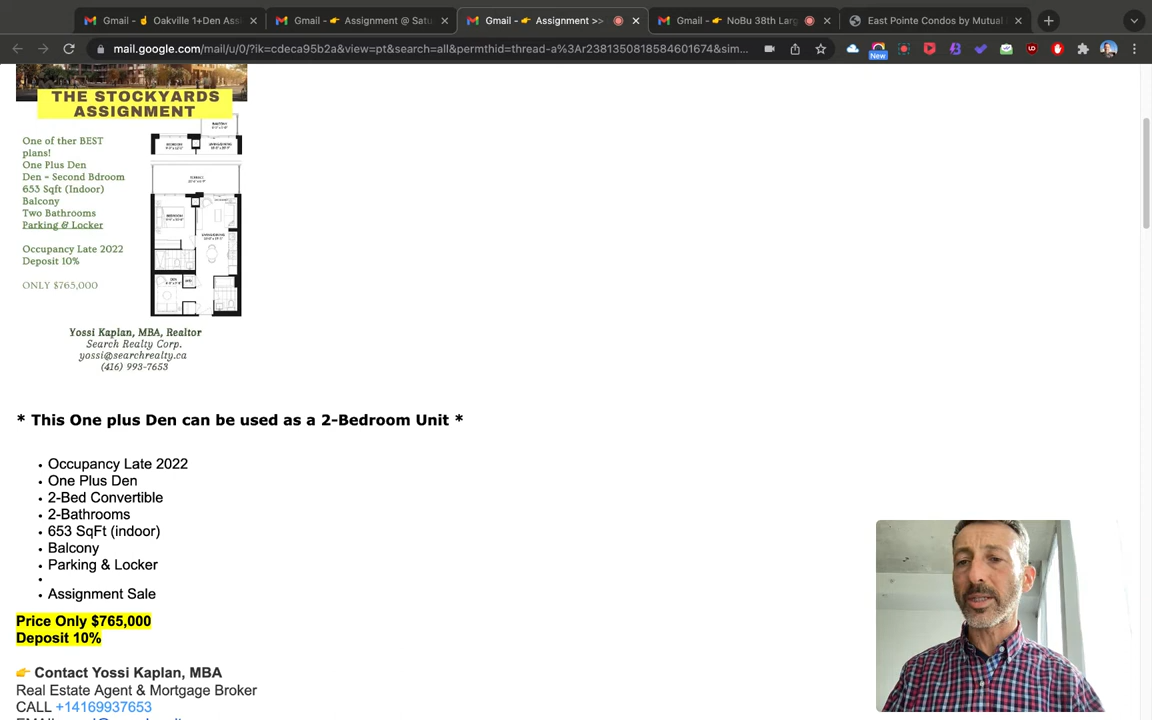 Gmail - ☝ Oakville 1+Den Assi
Gmail - 👉 Assignment @ Satu
Gmail - 👉 Assignment >>
Gmail - 👉 NoBu 38th Larg
East Pointe Condos by Mutual
mail.google.com/mail/u/0/?ik=cdeca95b2a&view=pt&search=all&permthid=thread-a%3Ar2381350818584601674&sim...
New
THE STOCKYARDS
ASSIGNMENT
One of ther BEST
plans!
One Plus Den
Den = Second Bdroom
653 Sqft (Indoor)
Balcony
Two Bathrooms
Parking & Locker
Occupancy Late 2022
Deposit 10%
ONLY $765,000
Yossi Kaplan, MBA, Realtor
Search Realty Corp.
yossi@searchrealty.ca
(416) 993-7653
* This One plus Den can be used as a 2-Bedroom Unit *
• Occupancy Late 2022
• One Plus Den
• 2-Bed Convertible
• 2-Bathrooms
• 653 SqFt (indoor)
• Balcony
• Parking & Locker
•
• Assignment Sale
Price Only $765,000
Deposit 10%
👉 Contact Yossi Kaplan, MBA
Real Estate Agent & Mortgage Broker
CALL +14169937653